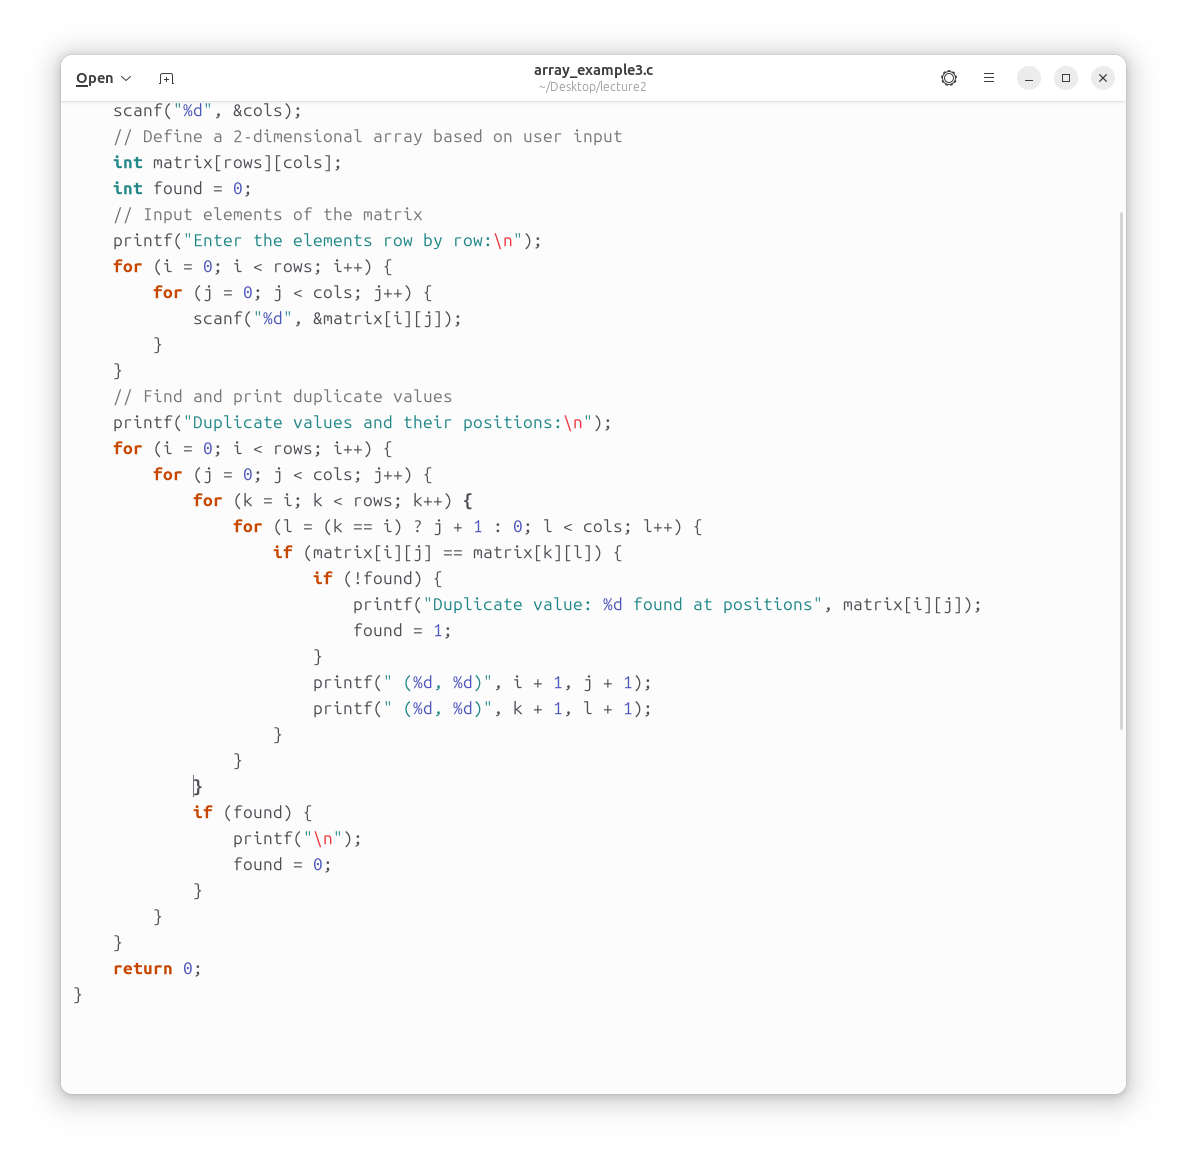 Open
array_example3.c
~/Desktop/lecture2
    scanf("%d", &cols);
    // Define a 2-dimensional array based on user input
    int matrix[rows][cols];
    int found = 0;
    // Input elements of the matrix
    printf("Enter the elements row by row:\n");
    for (i = 0; i < rows; i++) {
        for (j = 0; j < cols; j++) {
            scanf("%d", &matrix[i][j]);
        }
    }
    // Find and print duplicate values
    printf("Duplicate values and their positions:\n");
    for (i = 0; i < rows; i++) {
        for (j = 0; j < cols; j++) {
            for (k = i; k < rows; k++) {
                for (l = (k == i) ? j + 1 : 0; l < cols; l++) {
                    if (matrix[i][j] == matrix[k][l]) {
                        if (!found) {
                            printf("Duplicate value: %d found at positions", matrix[i][j]);
                            found = 1;
                        }
                        printf(" (%d, %d)", i + 1, j + 1);
                        printf(" (%d, %d)", k + 1, l + 1);
                    }
                }
            }
            if (found) {
                printf("\n");
                found = 0;
            }
        }
    }
    return 0;
}